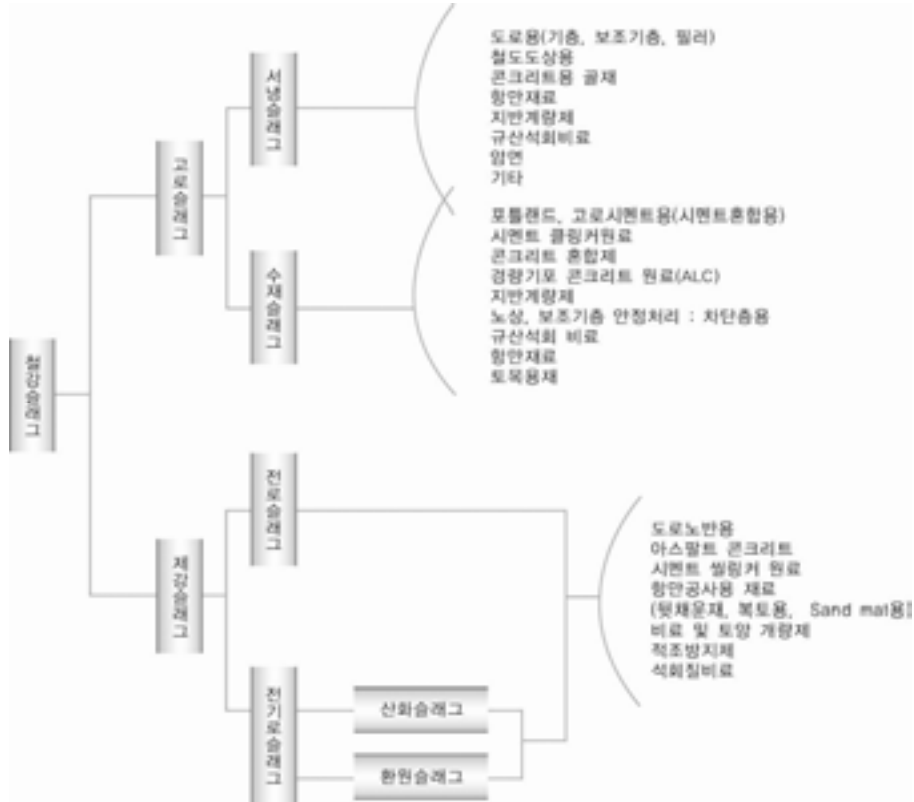 철강슬래그
고로슬래그
서냉슬래그
도로용(기층, 보조기층, 필러)
철도도상용
콘크리트용 골재
항만재료
지반계량제
규산석회비료
암면
기타
수재슬래그
포틀랜드, 고로시멘트용(시멘트혼합용)
시멘트 클링커원료
콘크리트 혼합제
경량기포 콘크리트 원료(ALC)
지반계량제
노상, 보조기층 안정처리 : 차단층용
규산석회 비료
항만재료
토목용재
제강슬래그
전로슬래그
전기로슬래그
산화슬래그
환원슬래그
도로노반용
아스팔트 콘크리트
시멘트 씰링커 원료
항만공사용 재료
(뒷채운재, 복토용, Sand mat용)
비료 및 토양 개량제
적조방지제
석회질비료